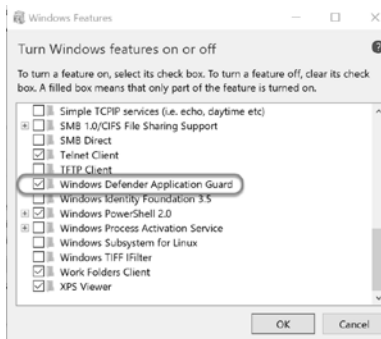 Windows Features
Turn Windows features on or off
To turn a feature on, select its check box. To turn a feature off, clear its check
box. A filled box means that only part of the feature is turned on.
Simple TCPIP services (i.e. echo, daytime etc)
SMB 1.0/CIFS File Sharing Support
SMB Direct
Telnet Client
TFTP Client
Windows Defender Application Guard
Windows Identity Foundation 3.5
Windows PowerShell 2.0
Windows Process Activation Service
Windows Subsystem for Linux
Windows TIFF IFilter
Work Folders Client
XPS Viewer
OK Cancel